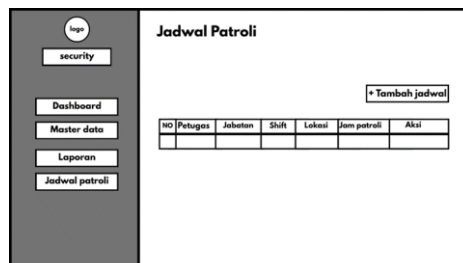 logo
security
Dashboard
Master data
Laporan
Jadwal patroli
Jadwal Patroli
+ Tambah jadwal
NO Petugas Jabatan Shift Lokasi Jam patroli Aksi